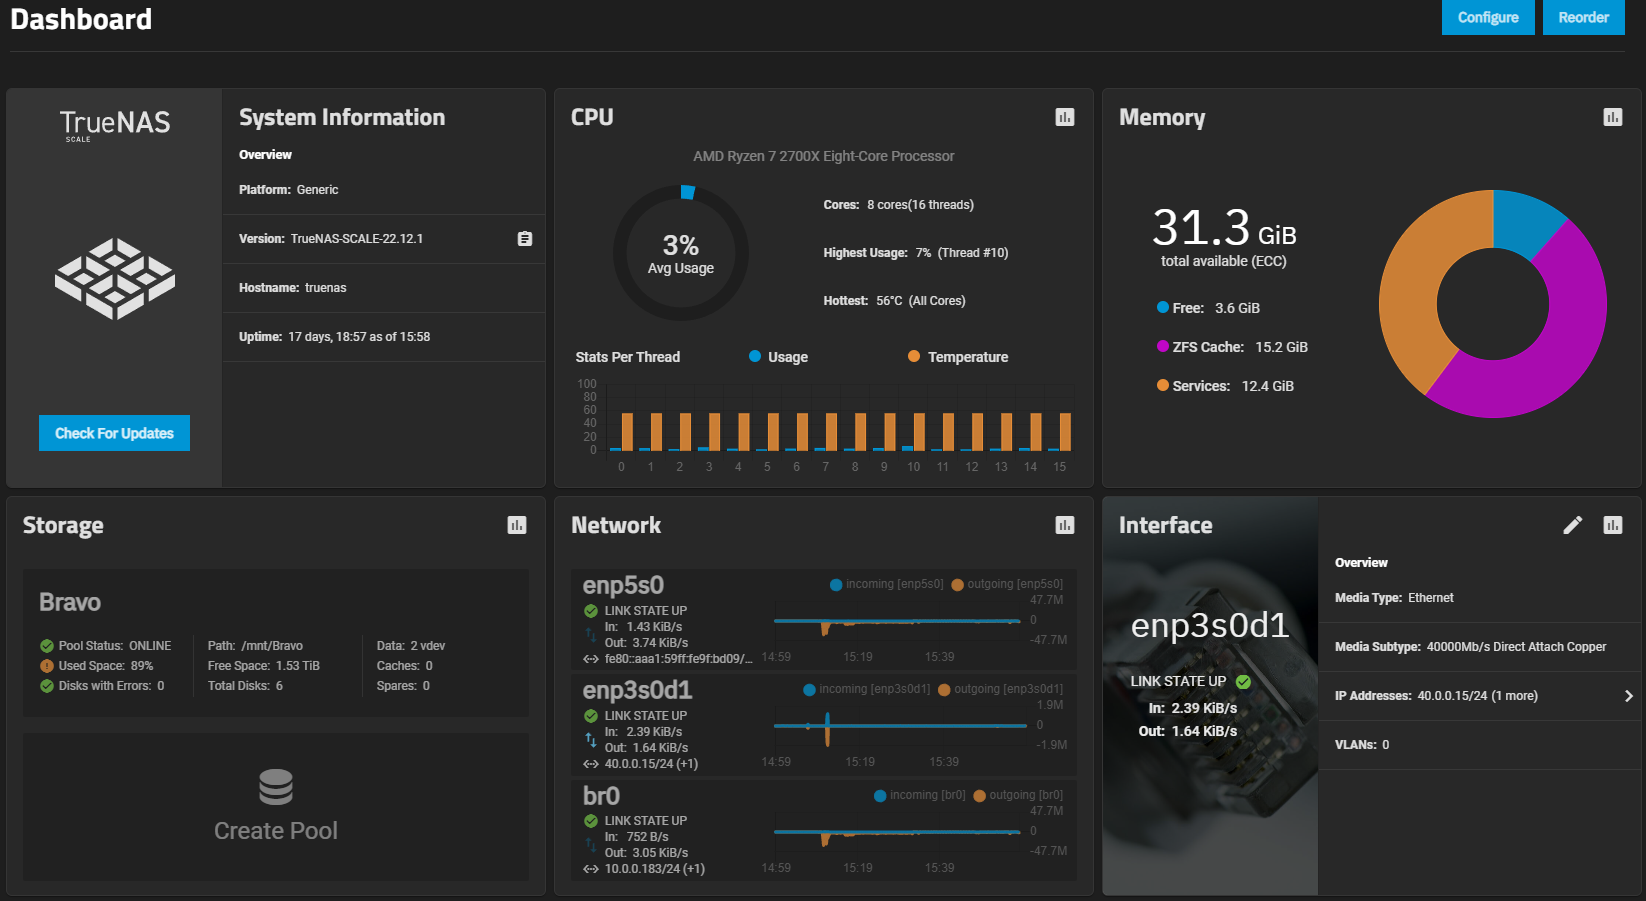 Dashboard
Configure
Reorder
TrueNAS
SCALE
Check For Updates
System Information
Overview
Platform: Generic
Version: TrueNAS-SCALE-22.12.1
Hostname: truenas
Uptime: 17 days, 18:57 as of 15:58
CPU
AMD Ryzen 7 2700X Eight-Core Processor
3%
Avg Usage
Cores: 8 cores(16 threads)
Highest Usage: 7% (Thread #10)
Hottest: 56°C (All Cores)
Stats Per Thread
Usage
Temperature
100
80
60
40
20
0
0 1 2 3 4 5 6 7 8 9 10 11 12 13 14 15
Memory
31.3 GiB
total available (ECC)
Free: 3.6 GiB
ZFS Cache: 15.2 GiB
Services: 12.4 GiB
Storage
Bravo
Pool Status: ONLINE
Used Space: 89%
Disks with Errors: 0
Path: /mnt/Bravo
Free Space: 1.53 TiB
Total Disks: 6
Data: 2 vdev
Caches: 0
Spares: 0
Create Pool
Network
enp5s0
LINK STATE UP
In: 1.43 KiB/s
Out: 3.74 KiB/s
fe80::aaa1:59ff:fe9f:bd09/...
incoming [enp5s0] outgoing [enp5s0]
47.7M
0
-47.7M
14:59 15:19 15:39
enp3s0d1
LINK STATE UP
In: 2.39 KiB/s
Out: 1.64 KiB/s
40.0.0.15/24 (+1)
incoming [enp3s0d1] outgoing [enp3s0d1]
1.9M
0
-1.9M
14:59 15:19 15:39
br0
LINK STATE UP
In: 752 B/s
Out: 3.05 KiB/s
10.0.0.183/24 (+1)
incoming [br0] outgoing [br0]
47.7M
0
-47.7M
14:59 15:19 15:39
Interface
enp3s0d1
LINK STATE UP
In: 2.39 KiB/s
Out: 1.64 KiB/s
Overview
Media Type: Ethernet
Media Subtype: 40000Mb/s Direct Attach Copper
IP Addresses: 40.0.0.15/24 (1 more)
VLANs: 0